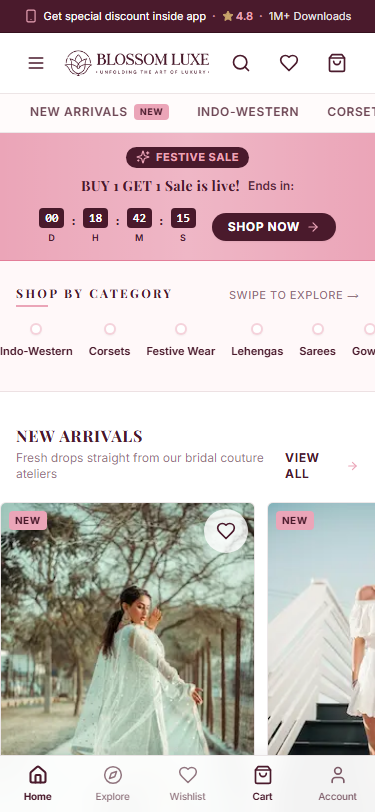 Get special discount inside app · ⭐ 4.8 · 1M+ Downloads
BLOSSOM LUXE
• UNFOLDING THE ART OF LUXURY •
NEW ARRIVALS NEW INDO-WESTERN CORSET
FESTIVE SALE
BUY 1 GET 1 Sale is live! Ends in:
00 : 18 : 42 : 15
D H M S
SHOP NOW →
SHOP BY CATEGORY SWIPE TO EXPLORE →
Indo-Western Corsets Festive Wear Lehengas Sarees Gow
NEW ARRIVALS
Fresh drops straight from our bridal couture
ateliers
VIEW
ALL →
NEW NEW
Home Explore Wishlist Cart Account